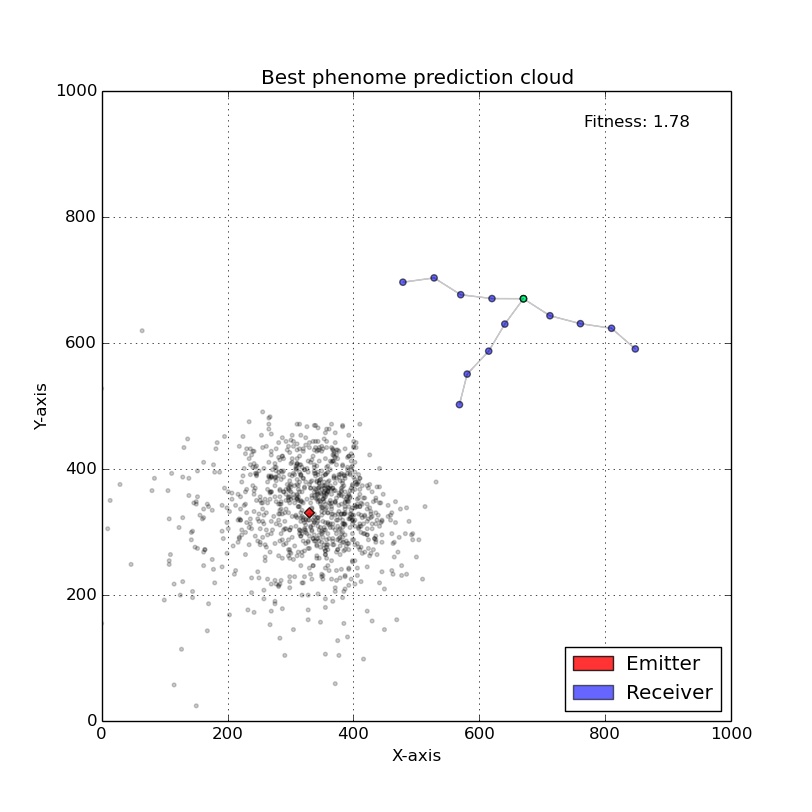 Best phenome prediction cloud
1000
Fitness: 1.78
800
600
Y-axis
400
200
Emitter
Receiver
0
0 200 400 600 800 1000
X-axis